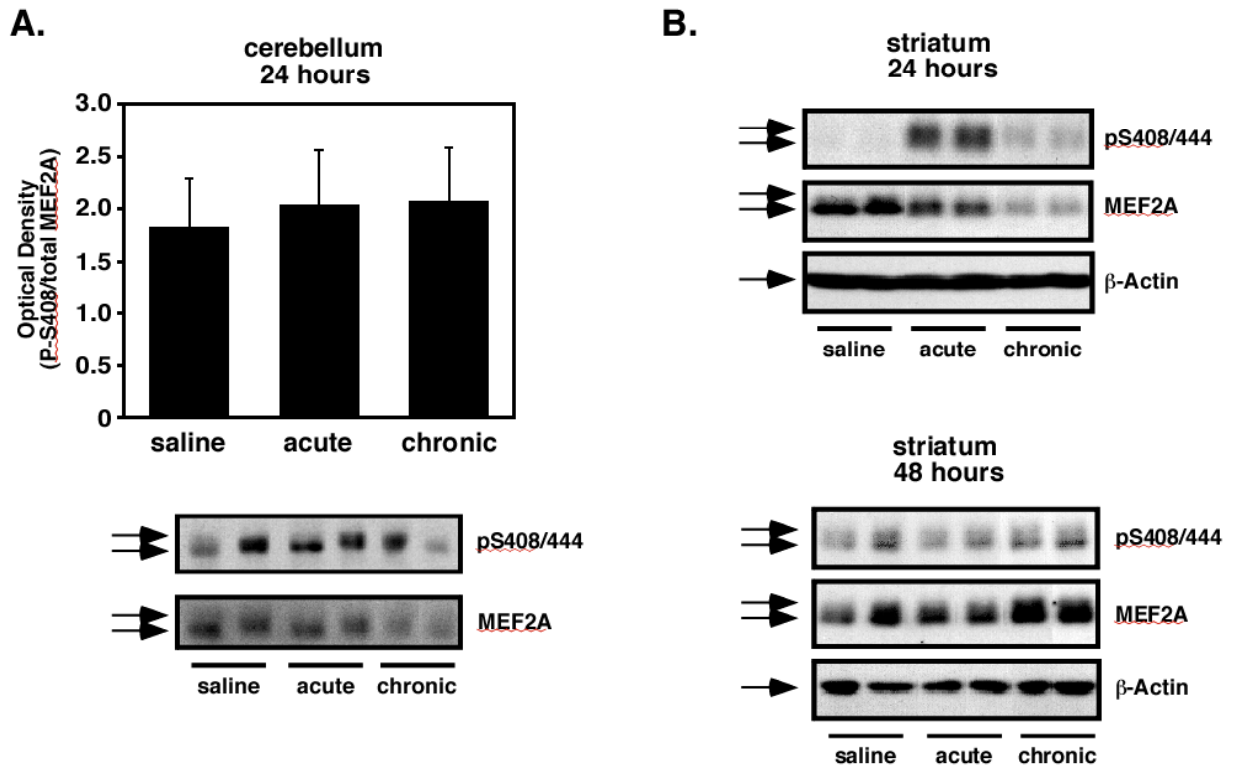 A.
cerebellum
24 hours
Optical Density
(P-S408/total MEF2A)
3.0
2.5
2.0
1.5
1.0
0.5
0
saline acute chronic
pS408/444
MEF2A
saline acute chronic
B.
striatum
24 hours
pS408/444
MEF2A
β-Actin
saline acute chronic
striatum
48 hours
pS408/444
MEF2A
β-Actin
saline acute chronic